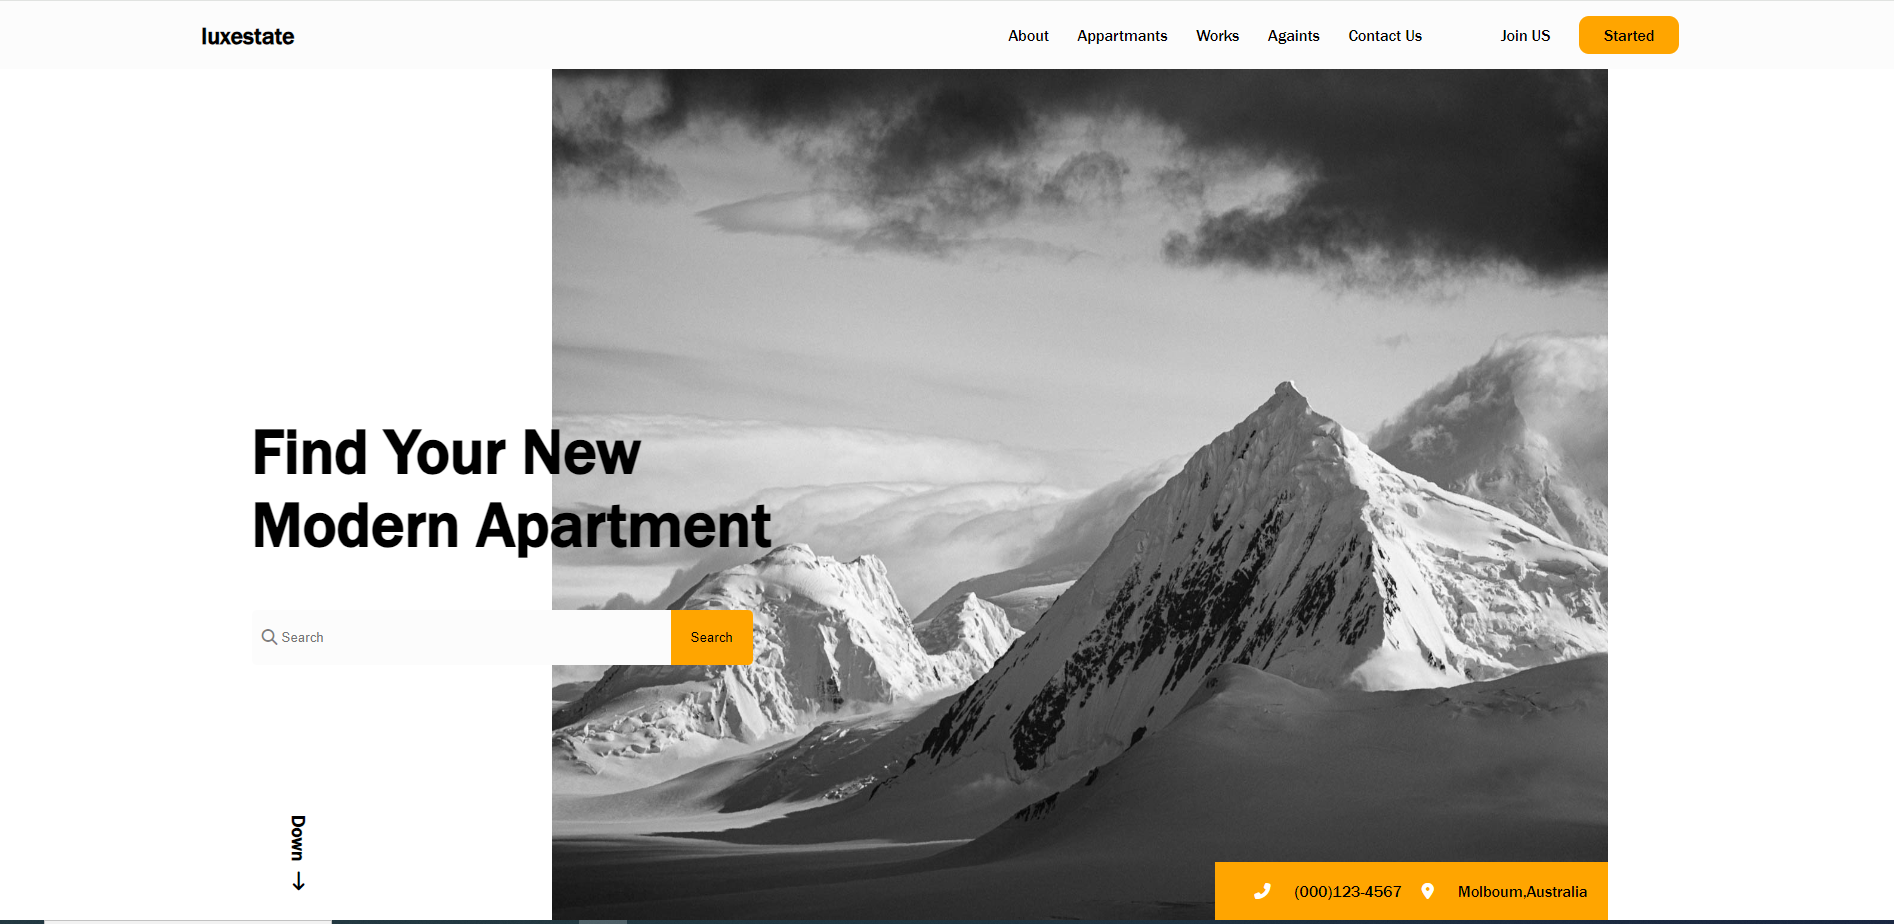 luxestate
About Appartmants Works Againts Contact Us Join US Started
Find Your New
Modern Apartment
Search Search
Down
(000)123-4567 Molboum,Australia